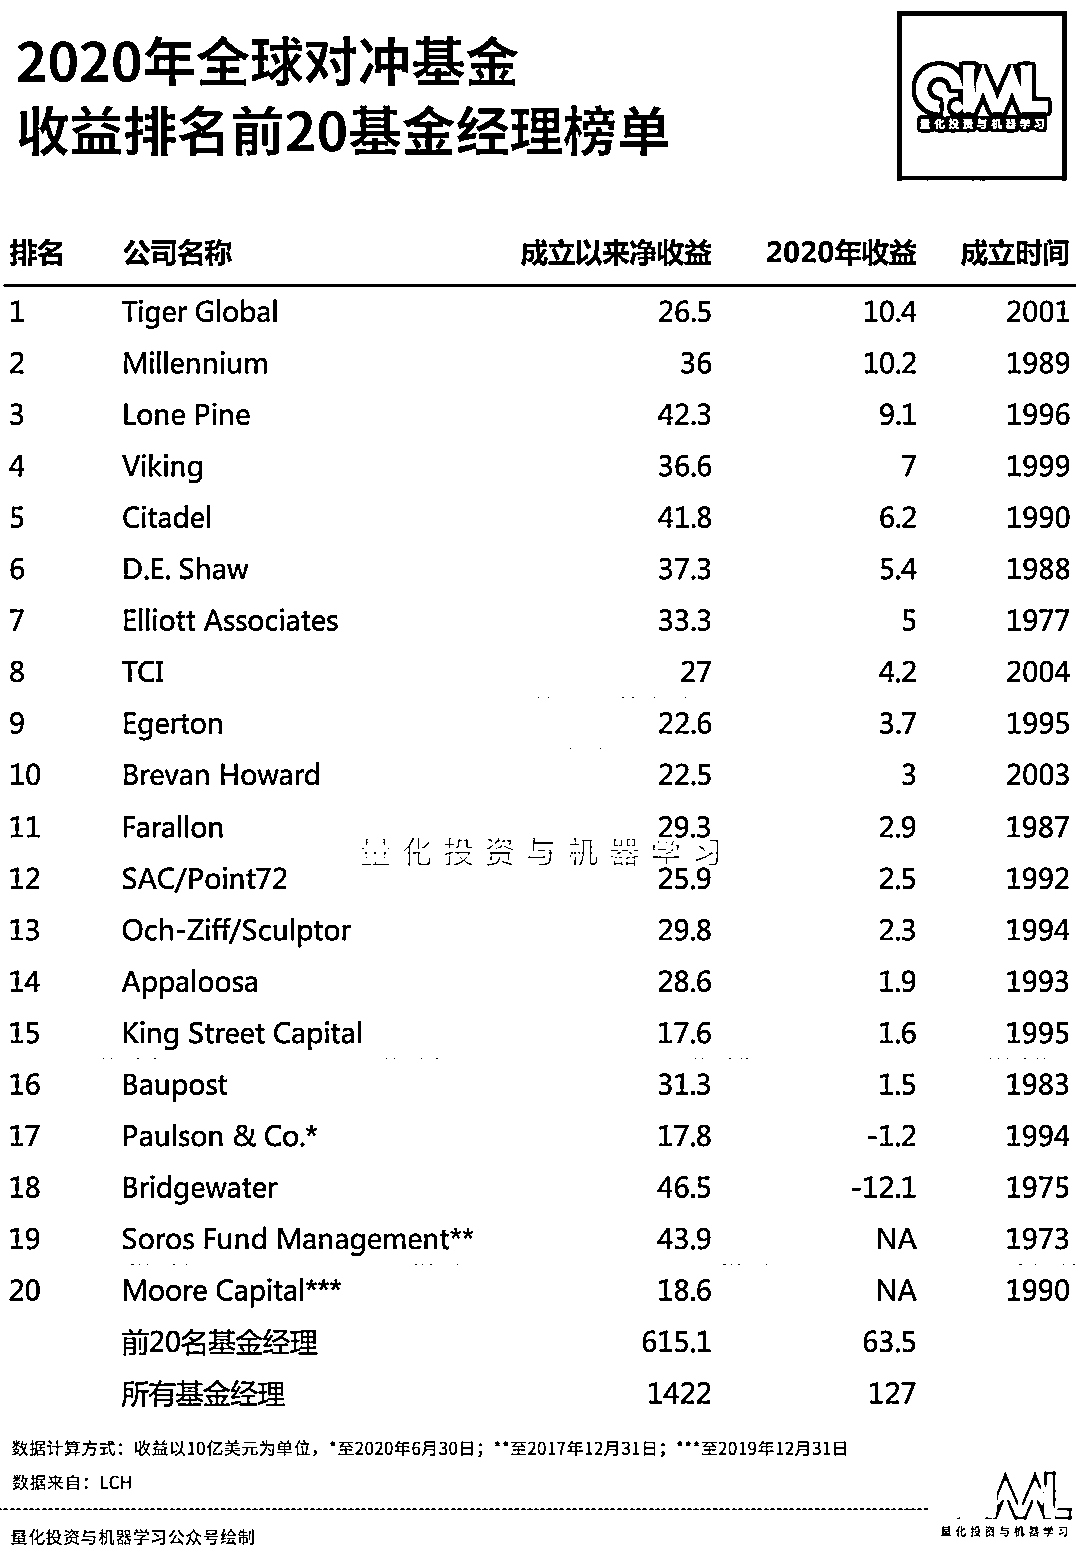 2020年全球对冲基金
收益排名前20基金经理榜单
QIML
量化投资与机器学习
排名 公司名称 成立以来净收益 2020年收益 成立时间
1 Tiger Global 26.5 10.4 2001
2 Millennium 36 10.2 1989
3 Lone Pine 42.3 9.1 1996
4 Viking 36.6 7 1999
5 Citadel 41.8 6.2 1990
6 D.E. Shaw 37.3 5.4 1988
7 Elliott Associates 33.3 5 1977
8 TCI 27 4.2 2004
9 Egerton 22.6 3.7 1995
10 Brevan Howard 22.5 3 2003
11 Farallon 29.3 2.9 1987
量化投资与机器学习
12 SAC/Point72 25.9 2.5 1992
13 Och-Ziff/Sculptor 29.8 2.3 1994
14 Appaloosa 28.6 1.9 1993
15 King Street Capital 17.6 1.6 1995
16 Baupost 31.3 1.5 1983
17 Paulson & Co.* 17.8 -1.2 1994
18 Bridgewater 46.5 -12.1 1975
19 Soros Fund Management** 43.9 NA 1973
20 Moore Capital*** 18.6 NA 1990
前20名基金经理 615.1 63.5
所有基金经理 1422 127
数据计算方式：收益以10亿美元为单位，*至2020年6月30日；**至2017年12月31日；***至2019年12月31日
数据来自：LCH
量化投资与机器学习
量化投资与机器学习公众号绘制